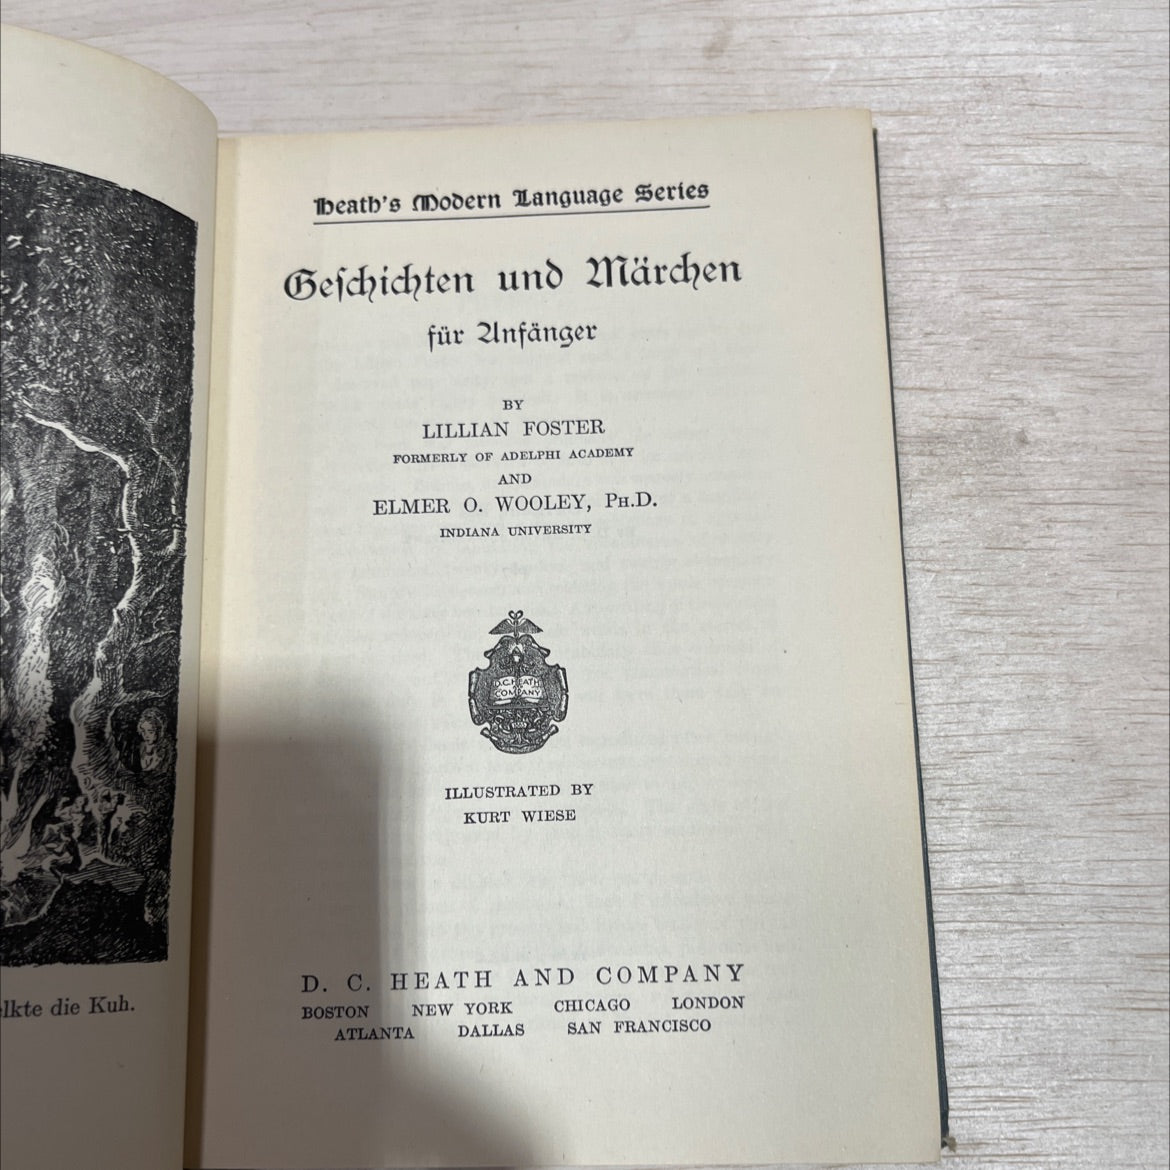 Heath's Modern Language Series
Geschichten und Märchen
für Anfänger
BY
LILLIAN FOSTER
FORMERLY OF ADELPHI ACADEMY
AND
ELMER O. WOOLEY, PH.D.
INDIANA UNIVERSITY
D.C. HEATH
COMPANY
ILLUSTRATED BY
KURT WIESE
D. C. HEATH AND COMPANY
BOSTON NEW YORK CHICAGO LONDON
ATLANTA DALLAS SAN FRANCISCO
die Kuh.